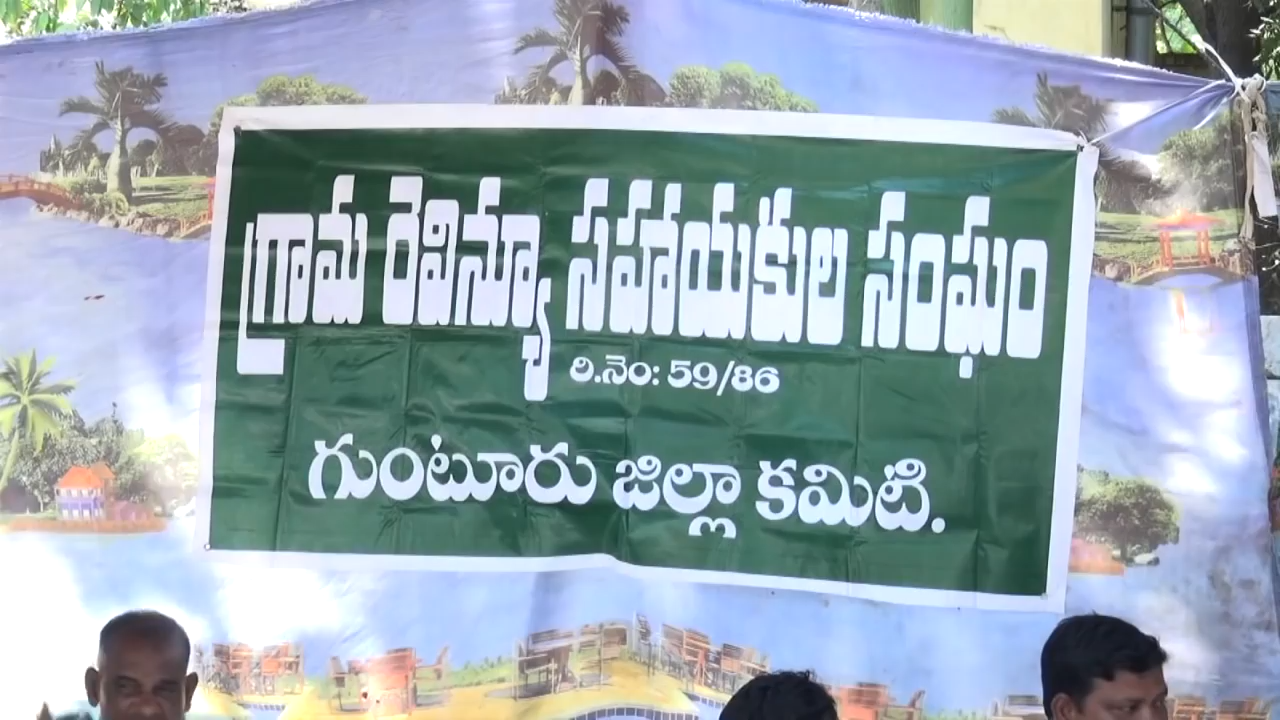 గ్రామ రెవిన్యూ సహాయకుల సంఘం
రి.నెం: 59/86
గుంటూరు జిల్లా కమిటి.